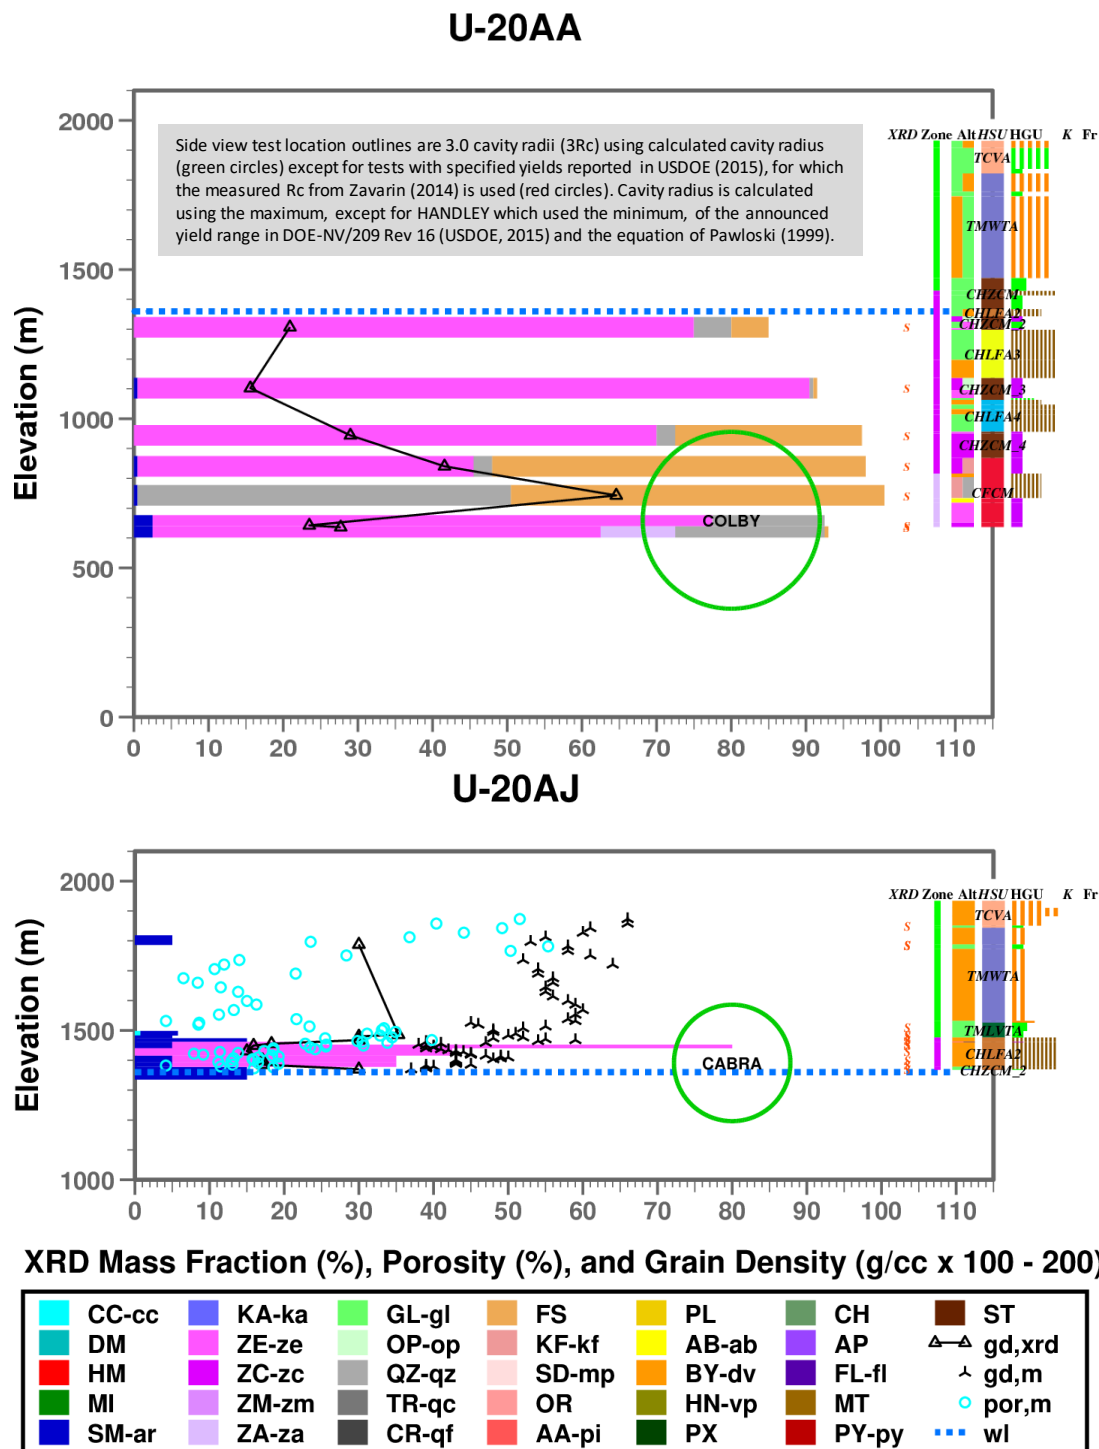 U-20AA
Side view test location outlines are 3.0 cavity radii (3Rc) using calculated cavity radius
(green circles) except for tests with specified yields reported in USDOE (2015), for which
the measured Rc from Zavarin (2014) is used (red circles). Cavity radius is calculated
using the maximum, except for HANDLEY which used the minimum, of the announced
yield range in DOE-NV/209 Rev 16 (USDOE, 2015) and the equation of Pawloski (1999).
Elevation (m)
2000
1500
1000
500
0
0 10 20 30 40 50 60 70 80 90 100 110
XRD Zone Alt HSU HGU K Fr
TCVA
TMWTA
CHZCM
CHLFA2
CHZCM_2
CHLFA3
CHZCM_3
CHLFA4
CHZCM_4
CFCM
S
S
S
S
S
S
COLBY
U-20AJ
Elevation (m)
2000
1500
1000
0 10 20 30 40 50 60 70 80 90 100 110
XRD Zone Alt HSU HGU K Fr
TCVA
TMWTA
TMLVTA
CHLFA2
CHZCM_2
S
S
CABRA
XRD Mass Fraction (%), Porosity (%), and Grain Density (g/cc x 100 - 200)
CC-cc KA-ka GL-gl FS PL CH ST
DM ZE-ze OP-op KF-kf AB-ab AP gd,xrd
HM ZC-zc QZ-qz SD-mp BY-dv FL-fl gd,m
MI ZM-zm TR-qc OR HN-vp MT por,m
SM-ar ZA-za CR-qf AA-pi PX PY-py wl